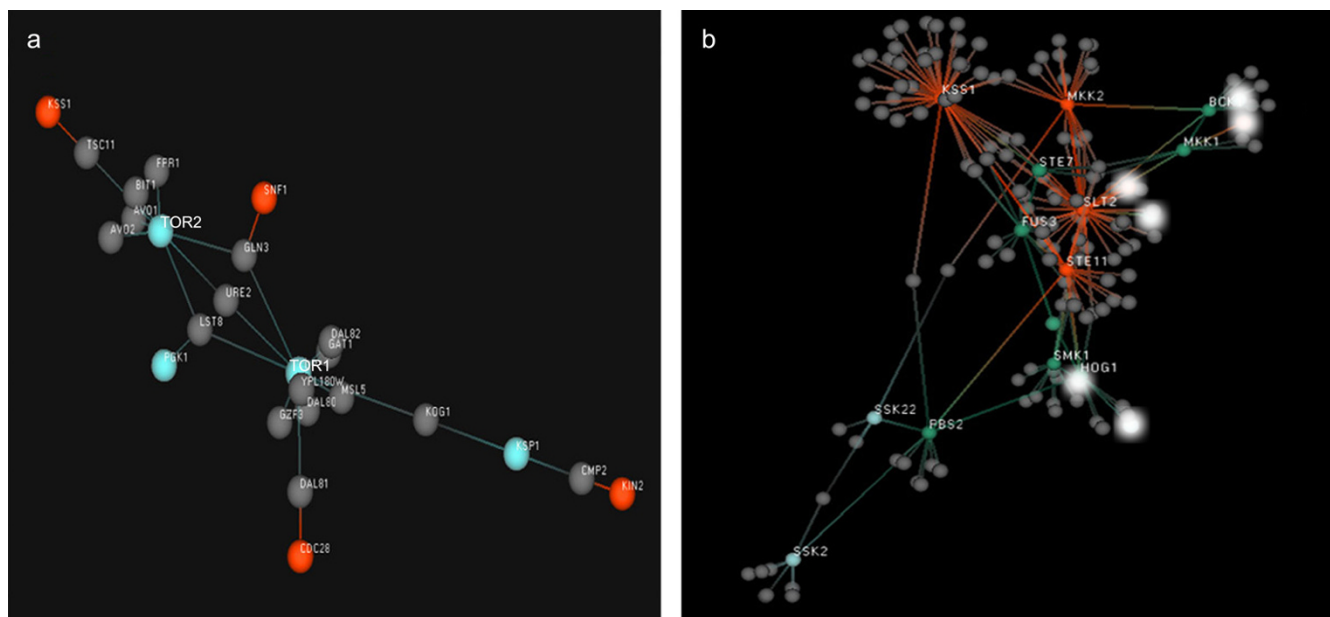 a
KSS1
TSC11
FPR1
BIT1
SNF1
AVO1
TOR2
AVO2
GLN3
URE2
LST8
DAL82
GAT1
PGK1
TOR1
YPL180W
MSL5
DAL80
GZF3
KOG1
KSP1
CMP2
KIN2
DAL81
CDC28
b
KSS1
MKK2
BCK
MKK1
STE7
SLT2
FUS3
STE11
SMK1
HOG1
SSK22
PBS2
SSK2